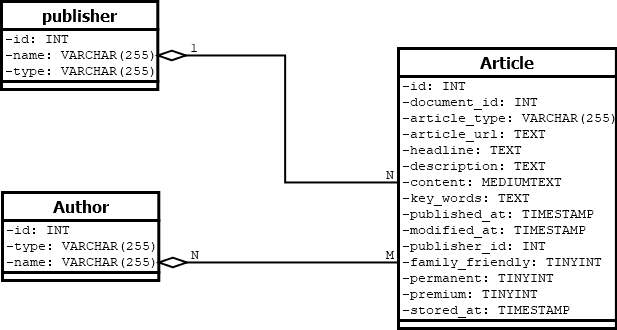 publisher
-id: INT
-name: VARCHAR(255)
-type: VARCHAR(255)
1
N
Article
-id: INT
-document_id: INT
-article_type: VARCHAR(255)
-article_url: TEXT
-headline: TEXT
-description: TEXT
-content: MEDIUMTEXT
-key_words: TEXT
-published_at: TIMESTAMP
-modified_at: TIMESTAMP
-publisher_id: INT
-family_friendly: TINYINT
-permanent: TINYINT
-premium: TINYINT
-stored_at: TIMESTAMP
Author
-id: INT
-type: VARCHAR(255)
-name: VARCHAR(255)
N
M